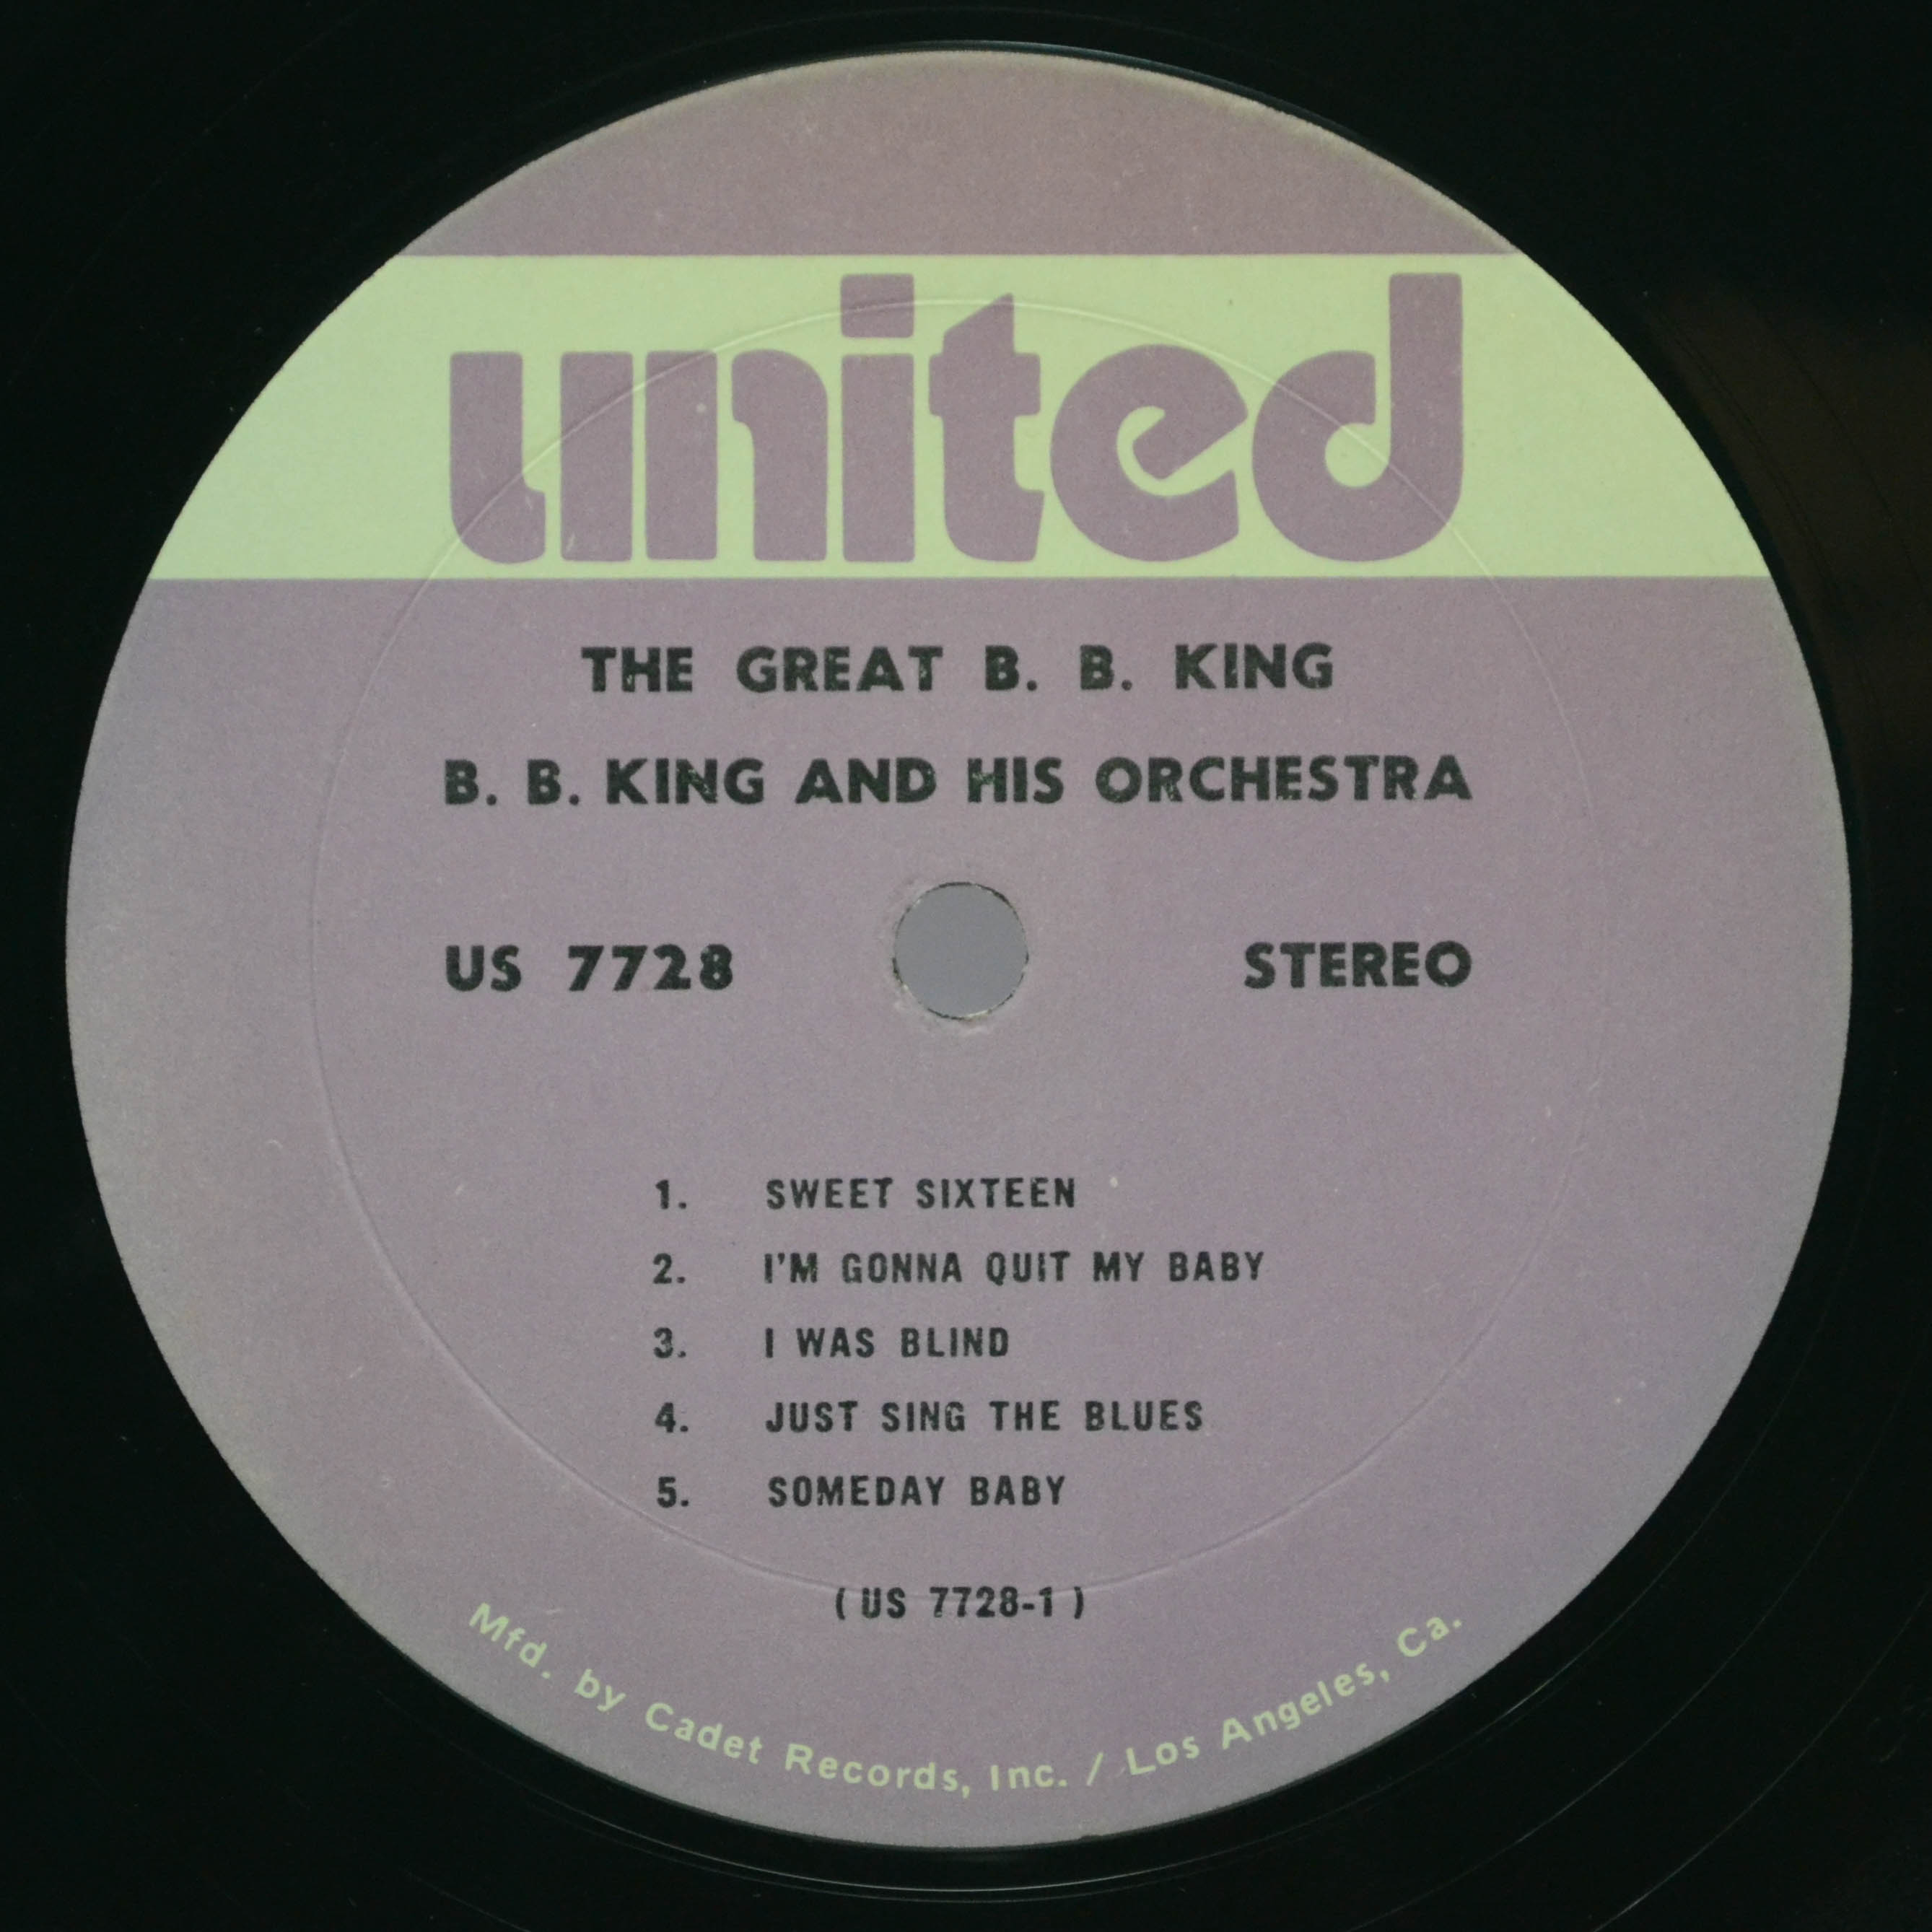 united
THE GREAT B. B. KING
B. B. KING AND HIS ORCHESTRA
US 7728
STEREO
1. SWEET SIXTEEN
2. I'M GONNA QUIT MY BABY
3. I WAS BLIND
4. JUST SING THE BLUES
5. SOMEDAY BABY
( US 7728-1 )
Mfd. by Cadet Records, Inc. / Los Angeles, Ca.